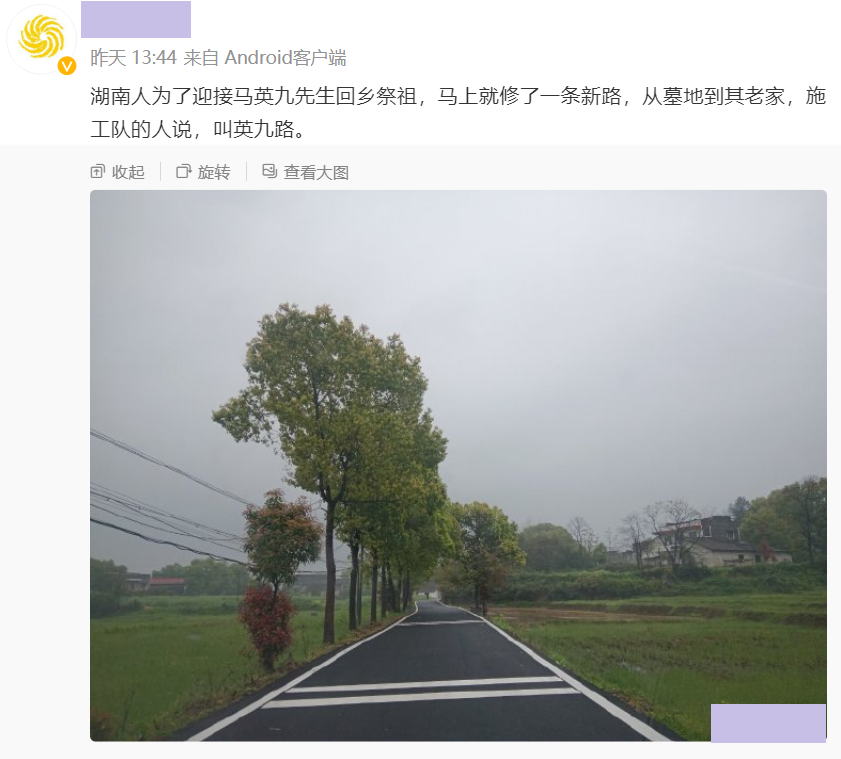 昨天 13:44 来自 Android客户端
湖南人为了迎接马英九先生回乡祭祖，马上就修了一条新路，从墓地到其老家，施
工队的人说，叫英九路。
收起 旋转 查看大图